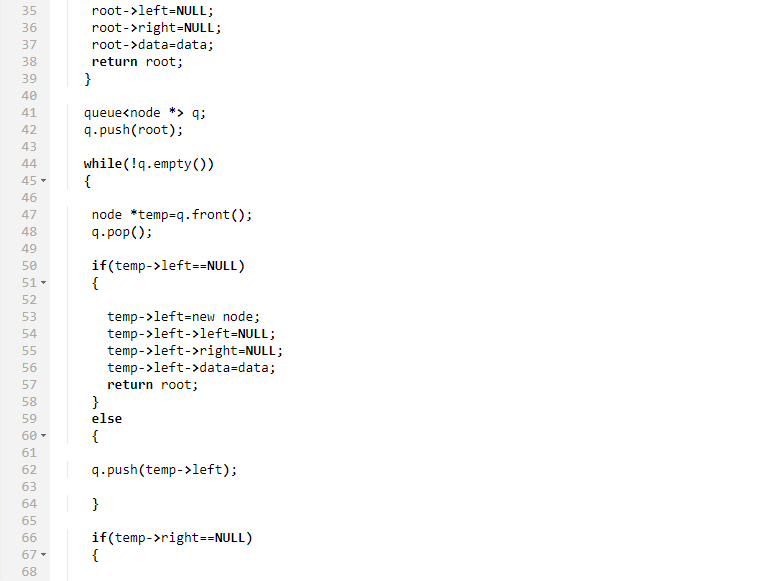 35 root->left=NULL;
36 root->right=NULL;
37 root->data=data;
38 return root;
39 }
40
41 queue<node *> q;
42 q.push(root);
43
44 while(!q.empty())
45 {
46
47 node *temp=q.front();
48 q.pop();
49
50 if(temp->left==NULL)
51 {
52
53 temp->left=new node;
54 temp->left->left=NULL;
55 temp->left->right=NULL;
56 temp->left->data=data;
57 return root;
58 }
59 else
60 {
61
62 q.push(temp->left);
63
64 }
65
66 if(temp->right==NULL)
67 {
68